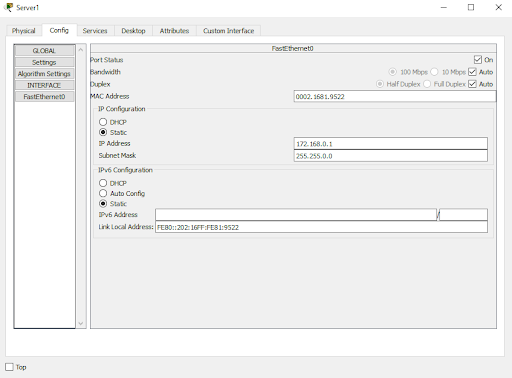 Server1
Physical Config Services Desktop Attributes Custom Interface
GLOBAL
Settings
Algorithm Settings
INTERFACE
FastEthernet0
FastEthernet0
Port Status On
Bandwidth 100 Mbps 10 Mbps Auto
Duplex Half Duplex Full Duplex Auto
MAC Address 0002.1681.9522
IP Configuration
DHCP
Static
IP Address 172.168.0.1
Subnet Mask 255.255.0.0
IPv6 Configuration
DHCP
Auto Config
Static
IPv6 Address /
Link Local Address: FE80::202:16FF:FE81:9522
Top